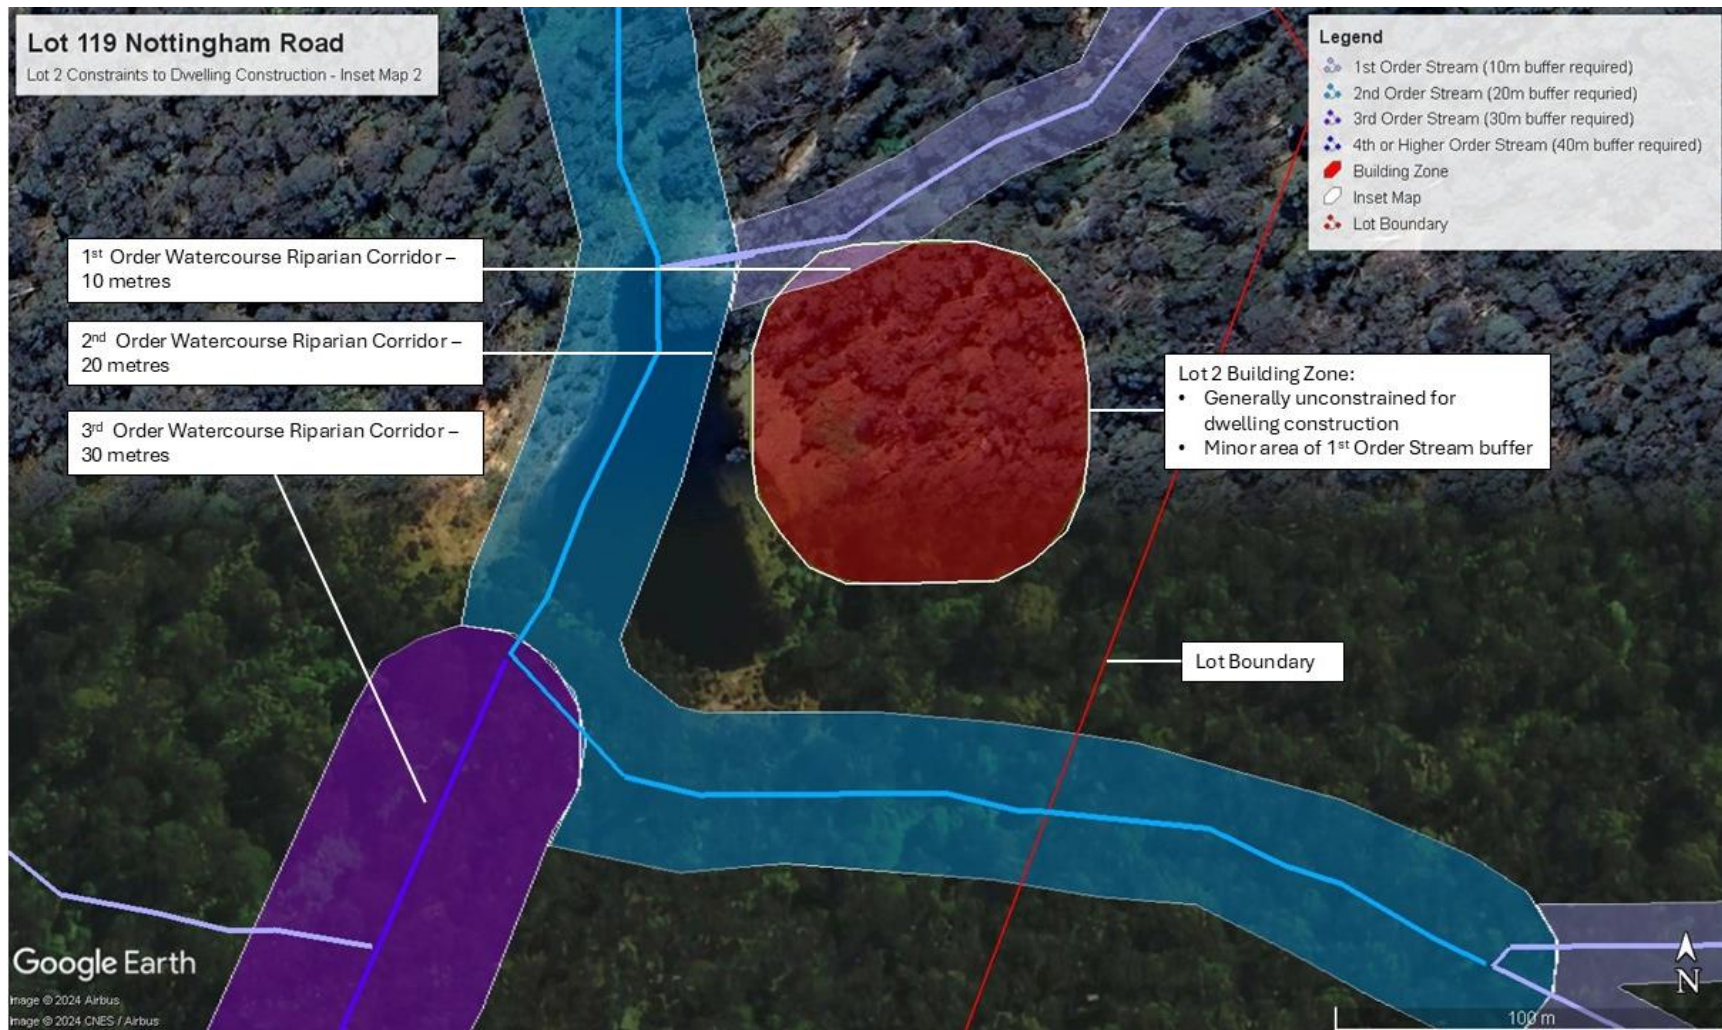 Lot 119 Nottingham Road
Lot 2 Constraints to Dwelling Construction - Inset Map 2
Legend
1st Order Stream (10m buffer required)
2nd Order Stream (20m buffer requried)
3rd Order Stream (30m buffer required)
4th or Higher Order Stream (40m buffer required)
Building Zone
Inset Map
Lot Boundary
1st Order Watercourse Riparian Corridor –
10 metres
2nd Order Watercourse Riparian Corridor –
20 metres
3rd Order Watercourse Riparian Corridor –
30 metres
Lot 2 Building Zone:
• Generally unconstrained for
dwelling construction
• Minor area of 1st Order Stream buffer
Lot Boundary
Google Earth
Image © 2024 Airbus
Image © 2024 CNES / Airbus
N
100 m